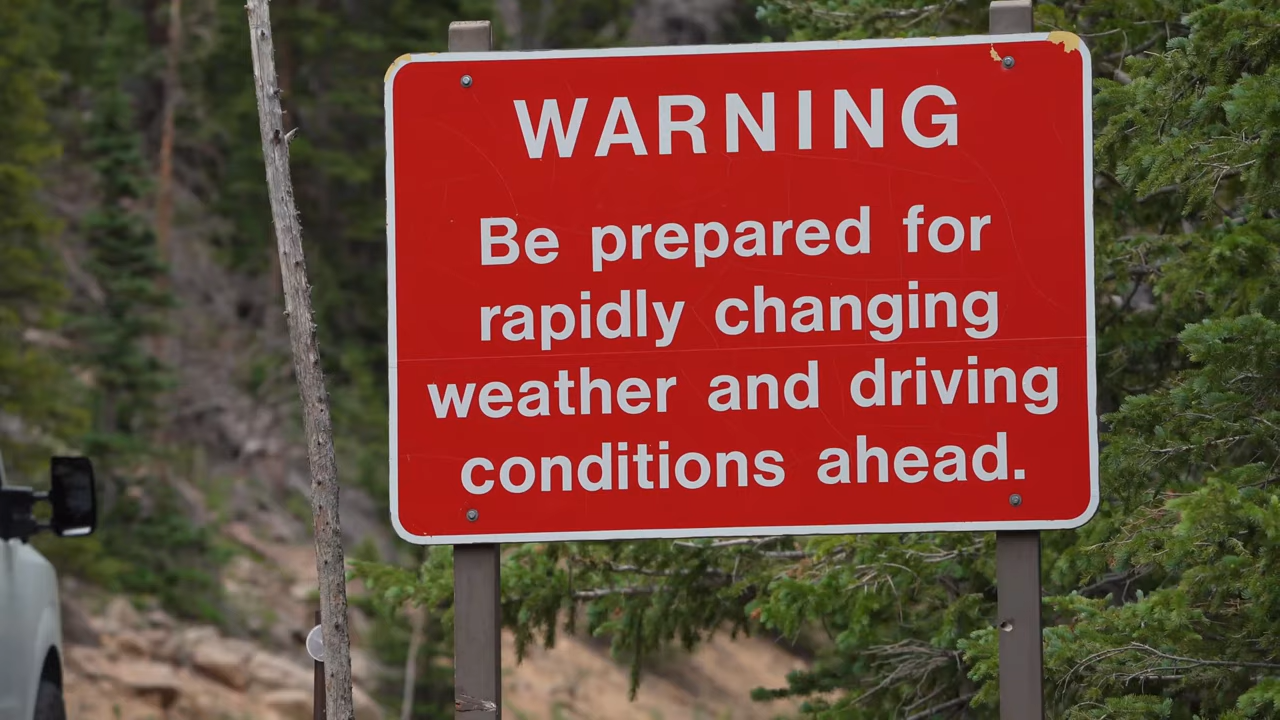 WARNING
Be prepared for
rapidly changing
weather and driving
conditions ahead.